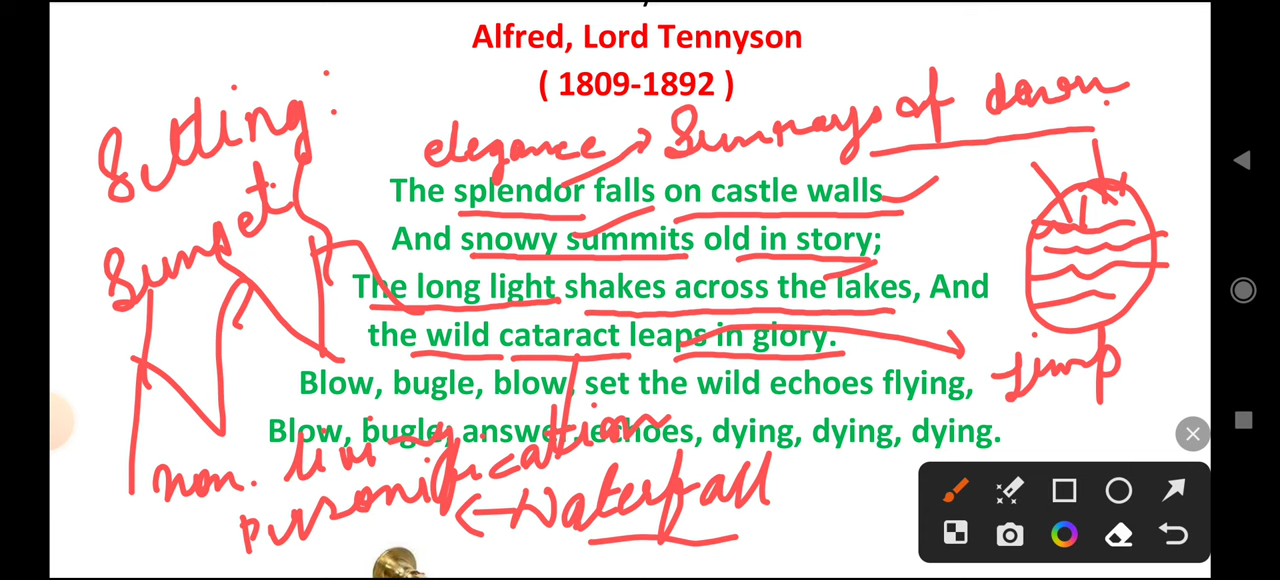 Alfred, Lord Tennyson
( 1809-1892 )
Setting:
Sunset
elegance → Sunrays of dawn
The splendor falls on castle walls
And snowy summits old in story;
The long light shakes across the lakes, And
the wild cataract leaps in glory.
jump
Blow, bugle, blow, set the wild echoes flying,
Blow, bugle, answer, echoes, dying, dying, dying.
non. living
personification
Waterfall